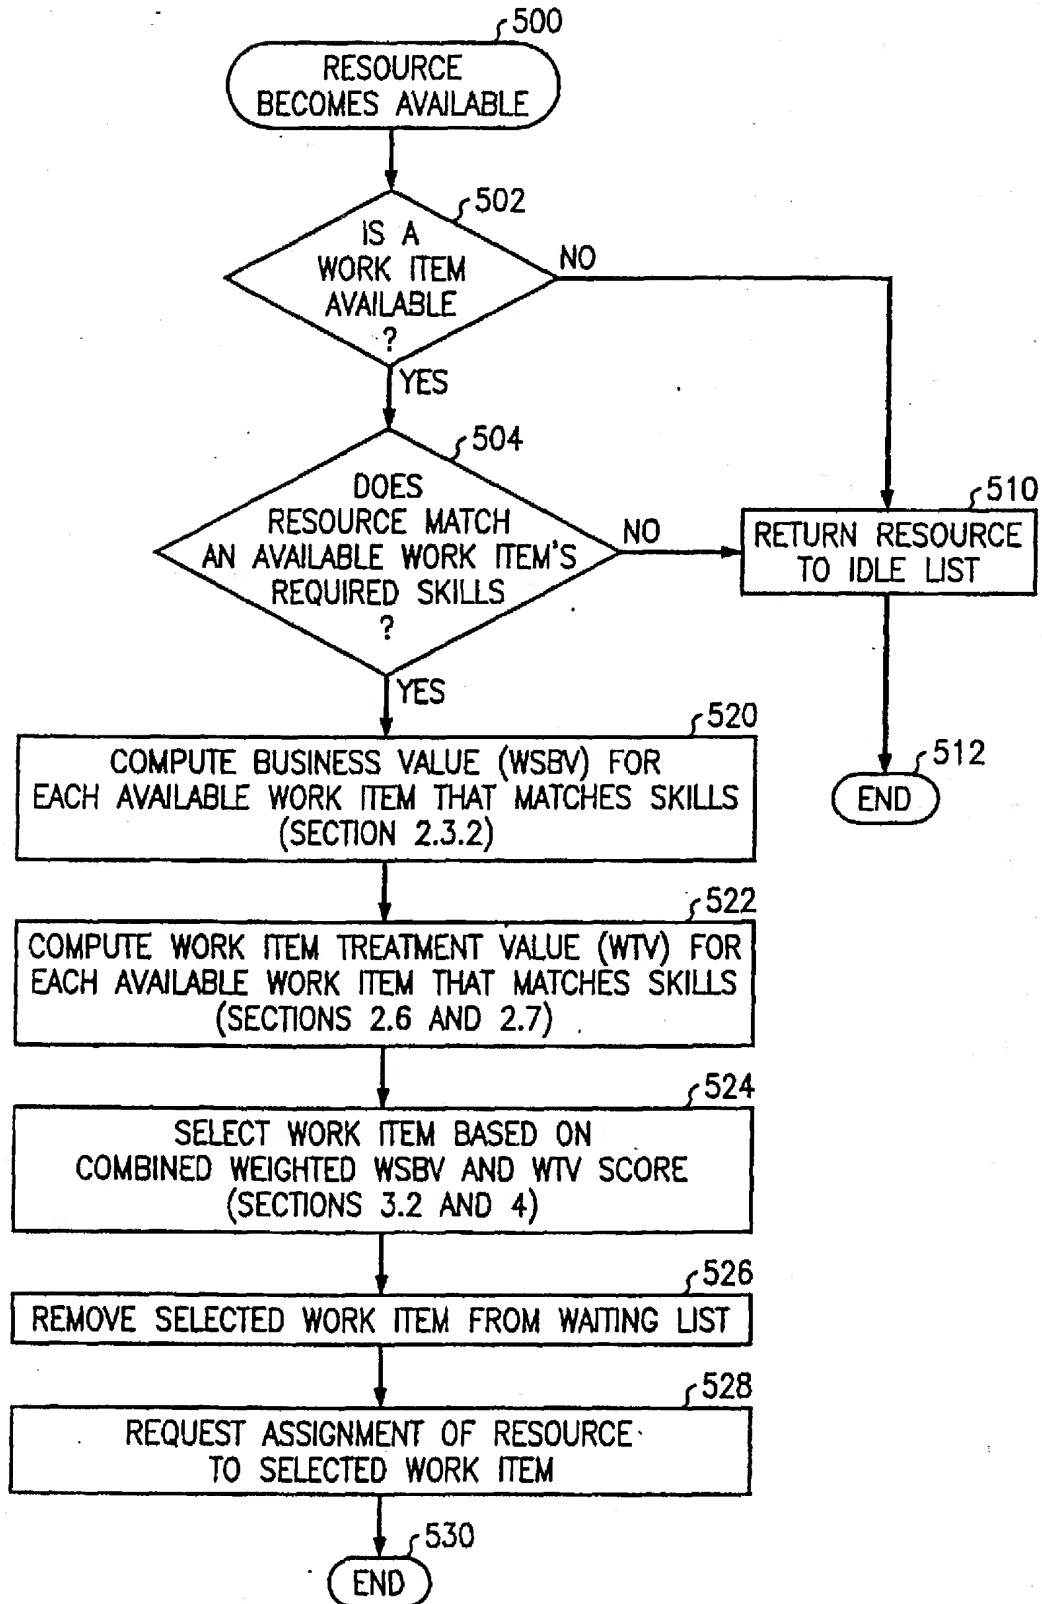 500
RESOURCE
BECOMES AVAILABLE
502
IS A
WORK ITEM
AVAILABLE
?
NO
YES
504
DOES
RESOURCE MATCH
AN AVAILABLE WORK ITEM'S
REQUIRED SKILLS
?
NO
510
RETURN RESOURCE
TO IDLE LIST
YES
512
END
520
COMPUTE BUSINESS VALUE (WSBV) FOR
EACH AVAILABLE WORK ITEM THAT MATCHES SKILLS
(SECTION 2.3.2)
522
COMPUTE WORK ITEM TREATMENT VALUE (WTV) FOR
EACH AVAILABLE WORK ITEM THAT MATCHES SKILLS
(SECTIONS 2.6 AND 2.7)
524
SELECT WORK ITEM BASED ON
COMBINED WEIGHTED WSBV AND WTV SCORE
(SECTIONS 3.2 AND 4)
526
REMOVE SELECTED WORK ITEM FROM WAITING LIST
528
REQUEST ASSIGNMENT OF RESOURCE
TO SELECTED WORK ITEM
530
END